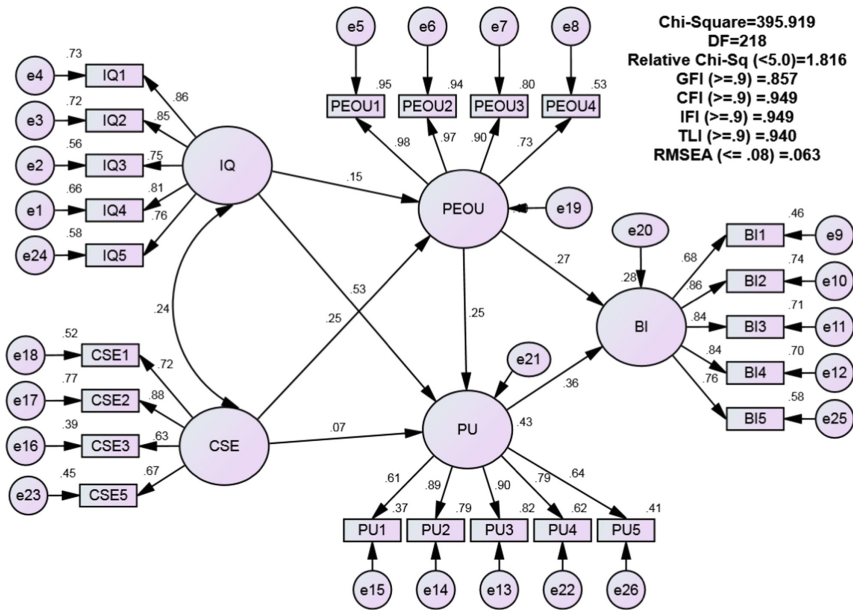 Chi-Square=395.919
DF=218
Relative Chi-Sq (<5.0)=1.816
GFI (>=.9) =.857
CFI (>=.9) =.949
IFI (>=.9) =.949
TLI (>=.9) =.940
RMSEA (<= .08) =.063
e5 e6 e7 e8
.95 .94 .80 .53
PEOU1 PEOU2 PEOU3 PEOU4
.98 .97 .90 .73
.73
e4 IQ1 .86
.72
e3 IQ2 .85
.56
e2 IQ3 .75
.66
e1 IQ4 .81
.58
e24 IQ5 .76
IQ
.15
PEOU
e19
.24
.53
.25
.25
.27
e20
.28
BI
.68 BI1 .46 e9
.86 BI2 .74 e10
.84 BI3 .71 e11
.84 BI4 .70 e12
.76 BI5 .58 e25
.52
e18 CSE1 .72
.77
e17 CSE2 .88
.39
e16 CSE3 .63
.45
e23 CSE5 .67
CSE
.07
e21
.36
PU
.43
.61 .89 .90 .79 .64
.37 .79 .82 .62 .41
PU1 PU2 PU3 PU4 PU5
e15 e14 e13 e22 e26